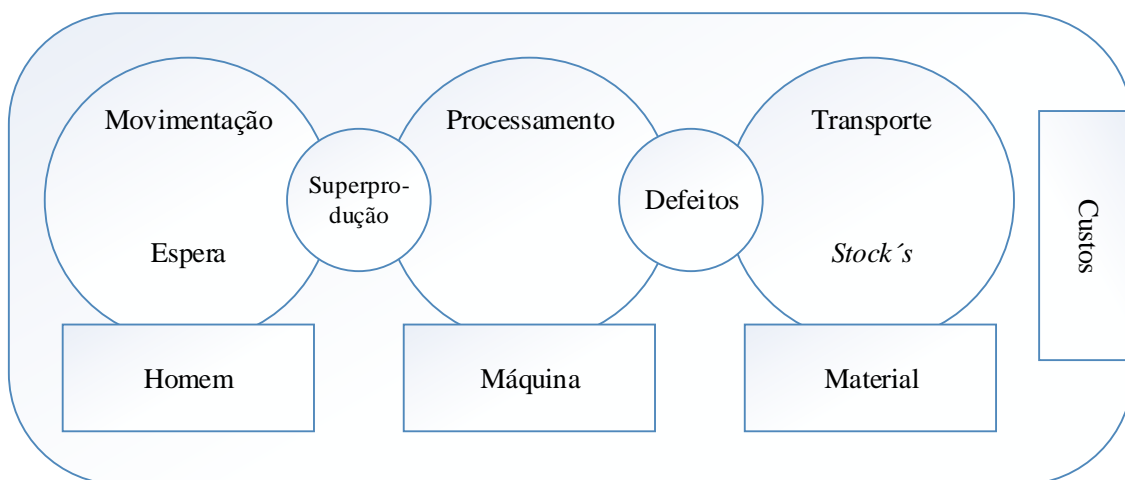 Movimentação
Processamento
Transporte
Superpro-
dução
Defeitos
Espera
Stock´s
Custos
Homem
Máquina
Material